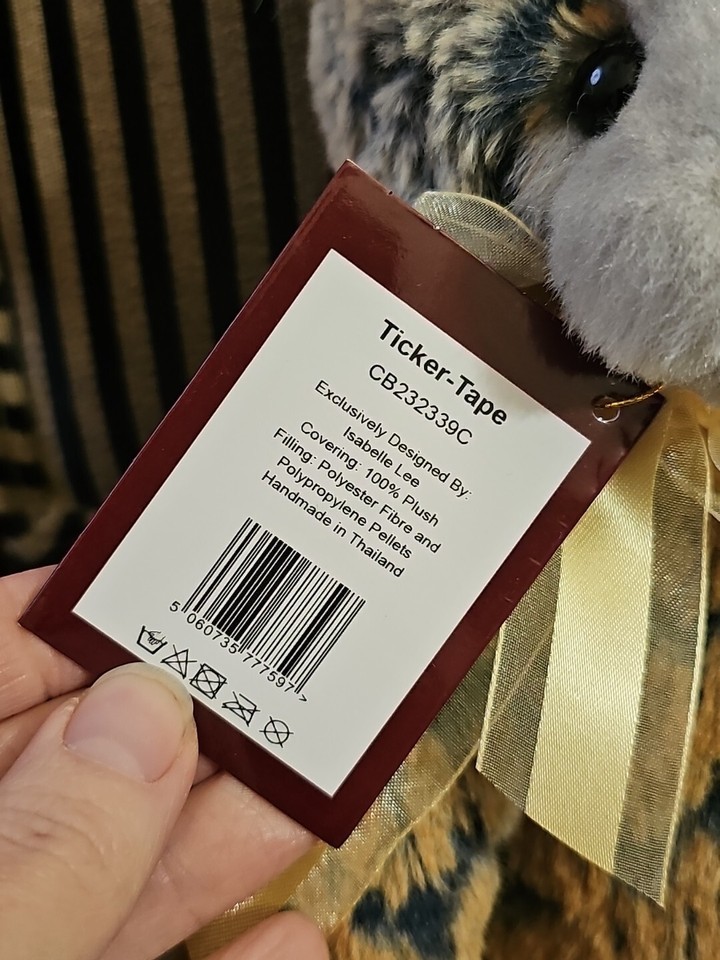 Ticker-Tape
CB232339C
Exclusively Designed By:
Isabelle Lee
Covering: 100% Plush
Filling: Polyester Fibre and
Polypropylene Pellets
Handmade in Thailand
5 060735 777597 >